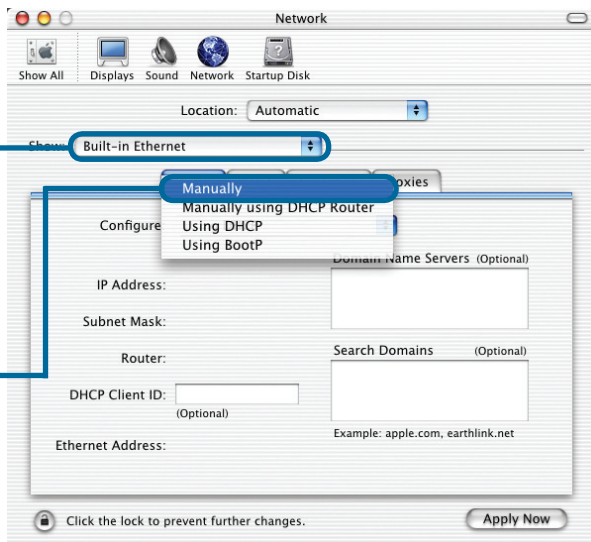 Network
Show All
Displays
Sound
Network
Startup Disk
Location: Automatic
Show: Built-in Ethernet
Manually
oxies
Manually using DHCP Router
Configure
Using DHCP
Using BootP
Domain Name Servers (Optional)
IP Address:
Subnet Mask:
Router:
Search Domains (Optional)
DHCP Client ID:
(Optional)
Example: apple.com, earthlink.net
Ethernet Address:
Click the lock to prevent further changes.
Apply Now